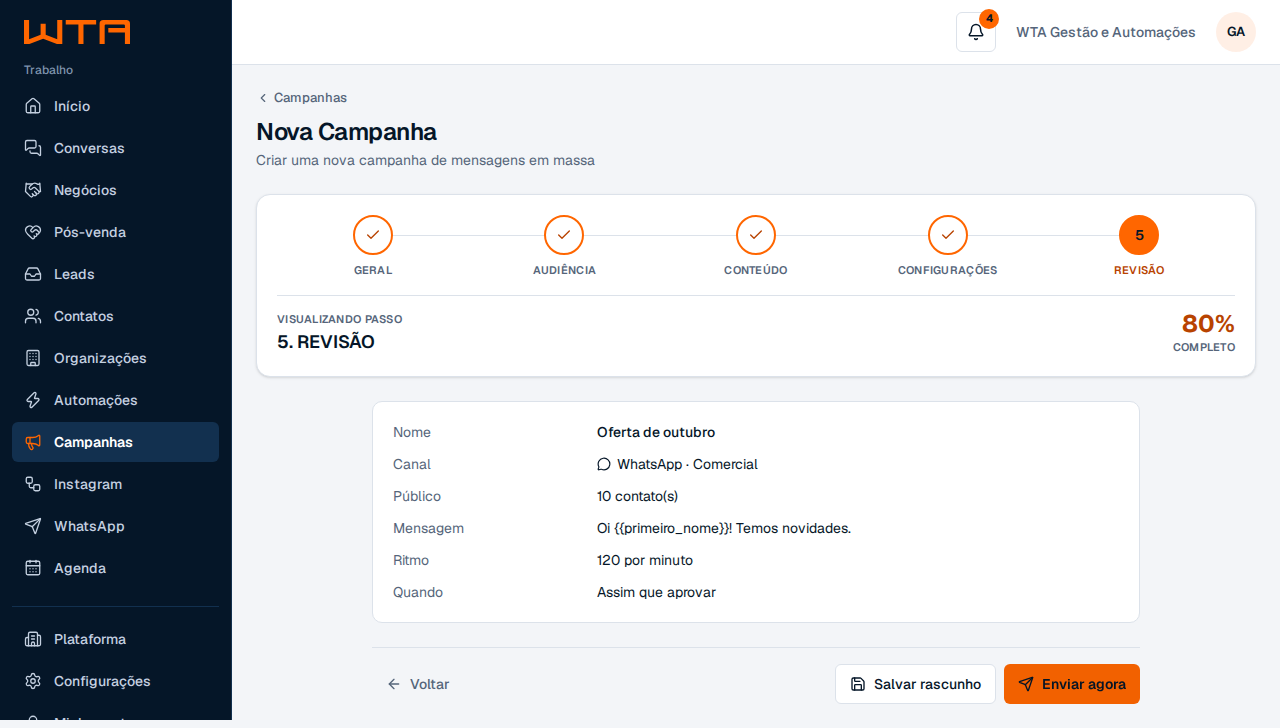 WTA
Trabalho
Início
Conversas
Negócios
Pós-venda
Leads
Contatos
Organizações
Automações
Campanhas
Instagram
WhatsApp
Agenda
Plataforma
Configurações
4
WTA Gestão e Automações
GA
Campanhas
Nova Campanha
Criar uma nova campanha de mensagens em massa
GERAL
AUDIÊNCIA
CONTEÚDO
CONFIGURAÇÕES
5
REVISÃO
VISUALIZANDO PASSO
5. REVISÃO
80%
COMPLETO
Nome Oferta de outubro
Canal WhatsApp · Comercial
Público 10 contato(s)
Mensagem Oi {{primeiro_nome}}! Temos novidades.
Ritmo 120 por minuto
Quando Assim que aprovar
Voltar
Salvar rascunho
Enviar agora